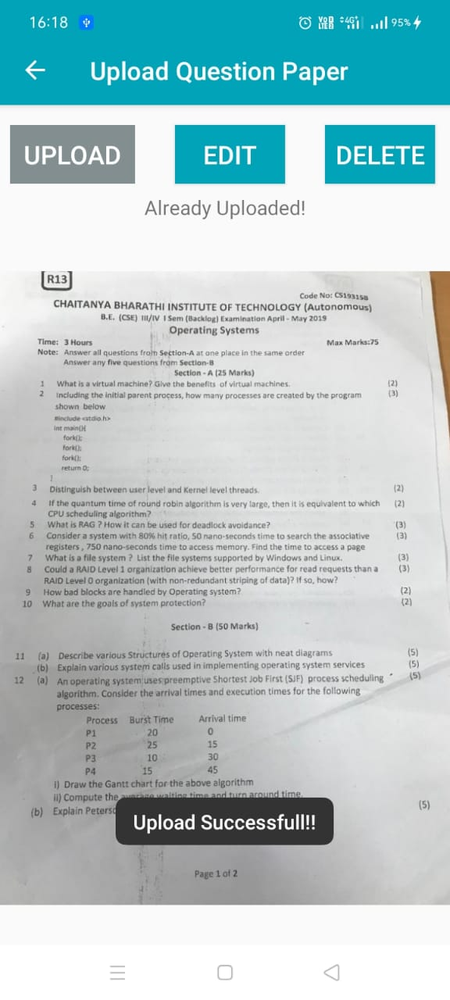 16:18
VoD LTE 4G+ 95%
Upload Question Paper
UPLOAD EDIT DELETE
Already Uploaded!
R13
Code No: CS19315B
CHAITANYA BHARATHI INSTITUTE OF TECHNOLOGY (Autonomous)
B.E. (CSE) III/IV I Sem (Backlog) Examination April - May 2019
Operating Systems
Time: 3 Hours Max Marks:75
Note: Answer all questions from Section-A at one place in the same order
Answer any five questions from Section-B
Section - A (25 Marks)
1 What is a virtual machine? Give the benefits of virtual machines. (2)
2 Including the initial parent process, how many processes are created by the program (3)
shown below
#include <stdio.h>
int main(){
fork();
fork();
fork();
return 0;
}
3 Distinguish between user level and Kernel level threads. (2)
4 If the quantum time of round robin algorithm is very large, then it is equivalent to which (2)
CPU scheduling algorithm?
5 What is RAG ? How it can be used for deadlock avoidance? (3)
6 Consider a system with 80% hit ratio, 50 nano-seconds time to search the associative (3)
registers , 750 nano-seconds time to access memory. Find the time to access a page
7 What is a file system ? List the file systems supported by Windows and Linux. (3)
8 Could a RAID Level 1 organization achieve better performance for read requests than a (3)
RAID Level 0 organization (with non-redundant striping of data)? If so, how?
9 How bad blocks are handled by Operating system? (2)
10 What are the goals of system protection? (2)
Section - B (50 Marks)
11 (a) Describe various Structures of Operating System with neat diagrams (5)
(b) Explain various system calls used in implementing operating system services (5)
12 (a) An operating system uses preemptive Shortest Job First (SJF) process scheduling (5)
algorithm. Consider the arrival times and execution times for the following
processes:
Process Burst Time Arrival time
P1 20 0
P2 25 15
P3 10 30
P4 15 45
i) Draw the Gantt chart for the above algorithm
ii) Compute the average waiting time and turn around time.
(b) Explain (5)
Upload Successfull!!
Page 1 of 2